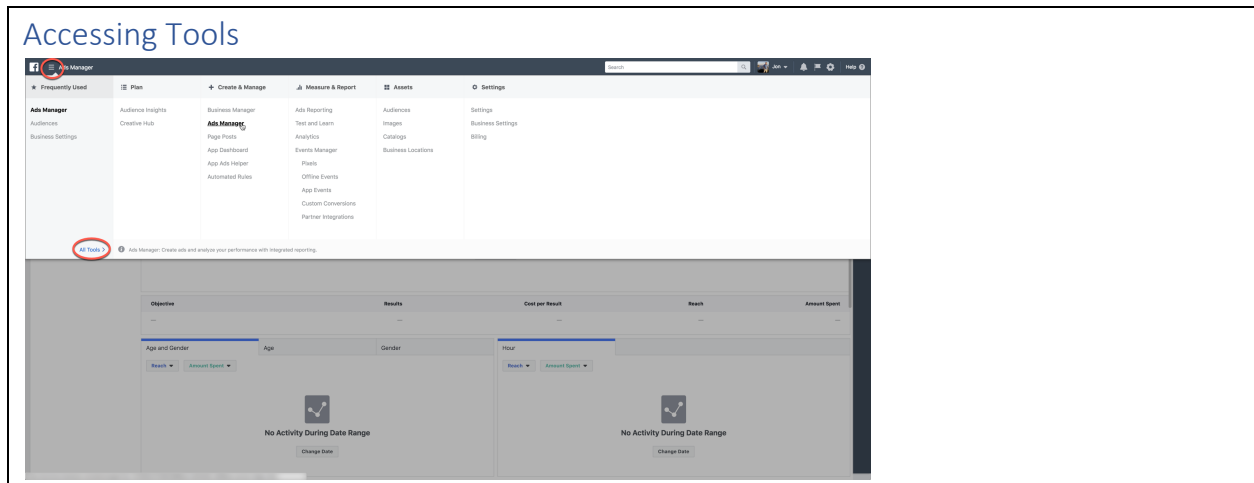 Accessing Tools
Ads Manager
Search
Jon
Help
Frequently Used
Plan
Create & Manage
Measure & Report
Assets
Settings
Ads Manager
Audience Insights
Business Manager
Ads Reporting
Audiences
Settings
Audiences
Creative Hub
Ads Manager
Test and Learn
Images
Business Settings
Business Settings
Page Posts
Analytics
Catalogs
Billing
App Dashboard
Events Manager
Business Locations
App Ads Helper
Pixels
Automated Rules
Offline Events
App Events
Custom Conversions
Partner Integrations
All Tools >
Ads Manager: Create ads and analyze your performance with integrated reporting.
Objective
Results
Cost per Result
Reach
Amount Spent
Age and Gender
Age
Gender
Hour
Reach
Amount Spent
Reach
Amount Spent
No Activity During Date Range
No Activity During Date Range
Change Date
Change Date